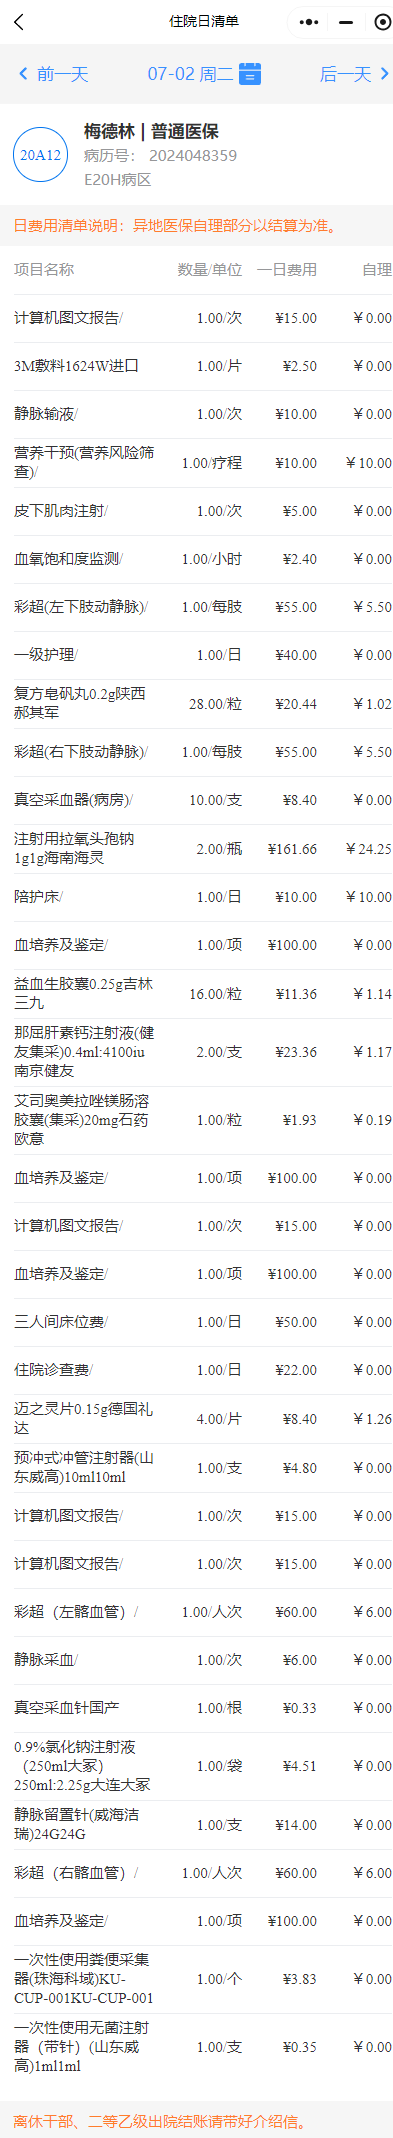 住院日清单
前一天 07-02 周二 后一天
20A12
梅德林 | 普通医保
病历号： 2024048359
E20H病区
日费用清单说明：异地医保自理部分以结算为准。
项目名称 数量/单位 一日费用 自理
计算机图文报告/ 1.00/次 ¥15.00 ￥0.00
3M敷料1624W进口 1.00/片 ¥2.50 ￥0.00
静脉输液/ 1.00/次 ¥10.00 ￥0.00
营养干预(营养风险筛
查)/ 1.00/疗程 ¥10.00 ￥10.00
皮下肌肉注射/ 1.00/次 ¥5.00 ￥0.00
血氧饱和度监测/ 1.00/小时 ¥2.40 ￥0.00
彩超(左下肢动静脉)/ 1.00/每肢 ¥55.00 ￥5.50
一级护理/ 1.00/日 ¥40.00 ￥0.00
复方皂矾丸0.2g陕西
郝其军 28.00/粒 ¥20.44 ￥1.02
彩超(右下肢动静脉)/ 1.00/每肢 ¥55.00 ￥5.50
真空采血器(病房)/ 10.00/支 ¥8.40 ￥0.00
注射用拉氧头孢钠
1g1g海南海灵 2.00/瓶 ¥161.66 ￥24.25
陪护床/ 1.00/日 ¥10.00 ￥10.00
血培养及鉴定/ 1.00/项 ¥100.00 ￥0.00
益血生胶囊0.25g吉林
三九 16.00/粒 ¥11.36 ￥1.14
那屈肝素钙注射液(健
友集采)0.4ml:4100iu
南京健友 2.00/支 ¥23.36 ￥1.17
艾司奥美拉唑镁肠溶
胶囊(集采)20mg石药
欧意 1.00/粒 ¥1.93 ￥0.19
血培养及鉴定/ 1.00/项 ¥100.00 ￥0.00
计算机图文报告/ 1.00/次 ¥15.00 ￥0.00
血培养及鉴定/ 1.00/项 ¥100.00 ￥0.00
三人间床位费/ 1.00/日 ¥50.00 ￥0.00
住院诊查费/ 1.00/日 ¥22.00 ￥0.00
迈之灵片0.15g德国礼
达 4.00/片 ¥8.40 ￥1.26
预冲式冲管注射器(山
东威高)10ml10ml 1.00/支 ¥4.80 ￥0.00
计算机图文报告/ 1.00/次 ¥15.00 ￥0.00
计算机图文报告/ 1.00/次 ¥15.00 ￥0.00
彩超（左髂血管）/ 1.00/人次 ¥60.00 ￥6.00
静脉采血/ 1.00/次 ¥6.00 ￥0.00
真空采血针国产 1.00/根 ¥0.33 ￥0.00
0.9%氯化钠注射液
（250ml大冢）
250ml:2.25g大连大冢 1.00/袋 ¥4.51 ￥0.00
静脉留置针(威海洁
瑞)24G24G 1.00/支 ¥14.00 ￥0.00
彩超（右髂血管）/ 1.00/人次 ¥60.00 ￥6.00
血培养及鉴定/ 1.00/项 ¥100.00 ￥0.00
一次性使用粪便采集
器(珠海科域)KU-
CUP-001KU-CUP-001 1.00/个 ¥3.83 ￥0.00
一次性使用无菌注射
器（带针）(山东威
高)1ml1ml 1.00/支 ¥0.35 ￥0.00
离休干部、二等乙级出院结账请带好介绍信。